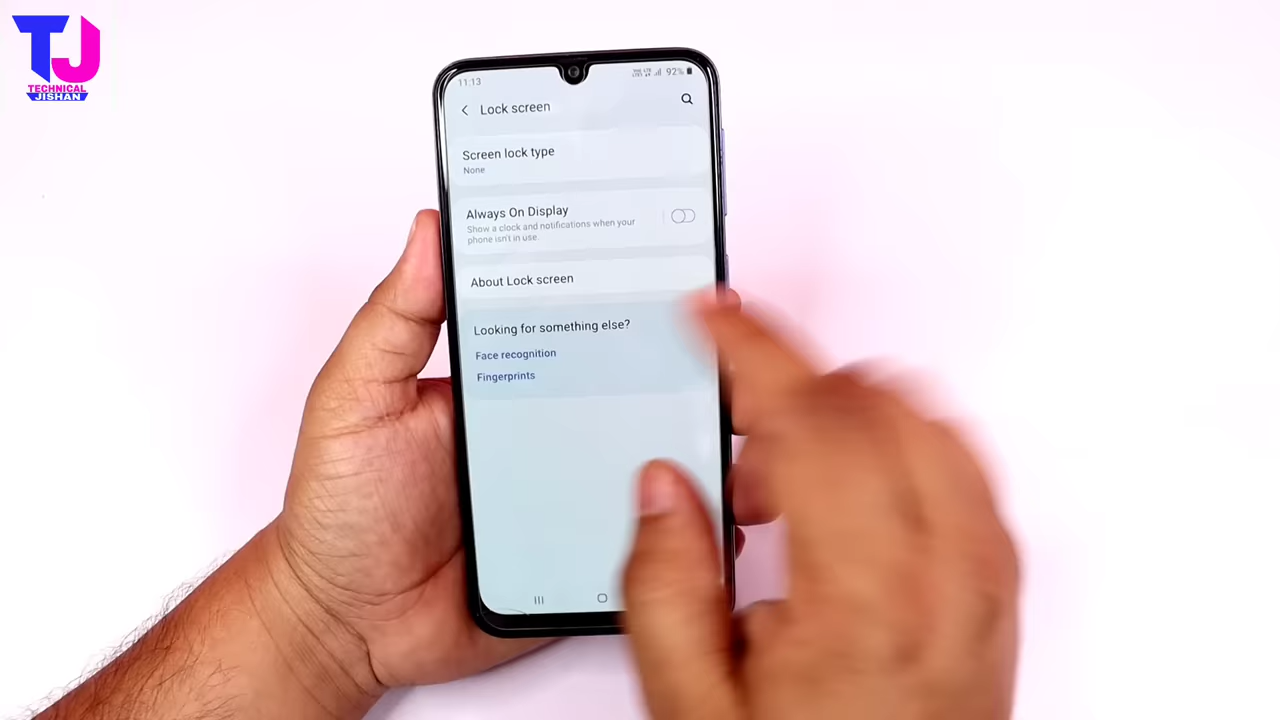 TJ
TECHNICAL
JISHAN
11:13
92%
Lock screen
Screen lock type
None
Always On Display
Show a clock and notifications when your
phone isn't in use.
About Lock screen
Looking for something else?
Face recognition
Fingerprints